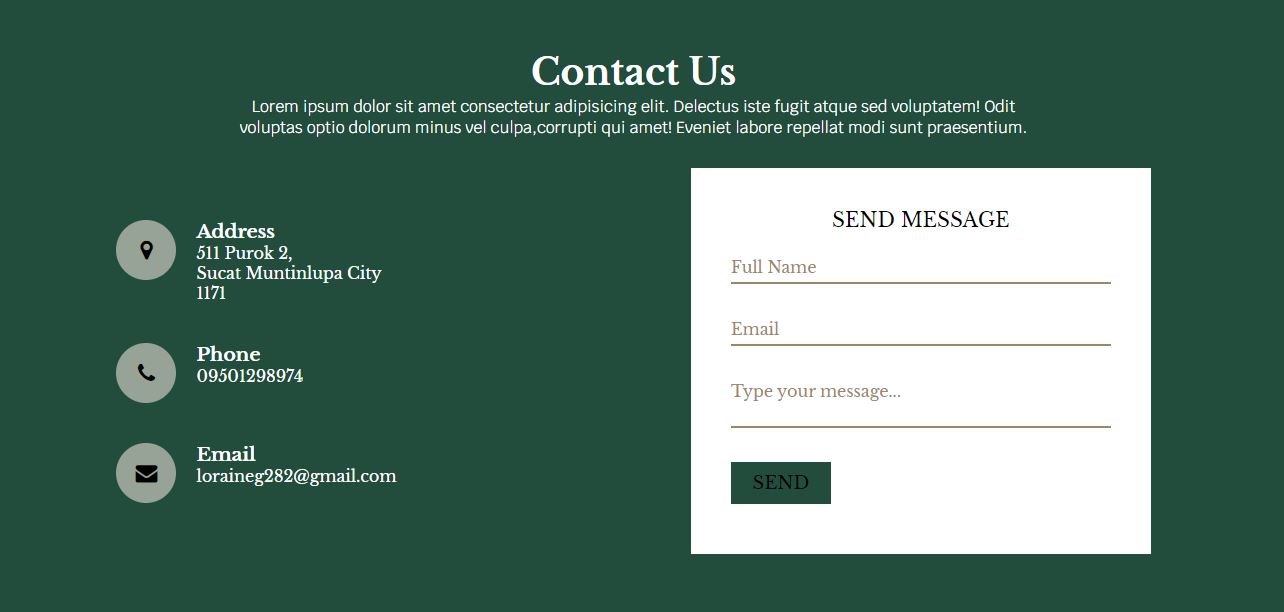 Contact Us
Lorem ipsum dolor sit amet consectetur adipisicing elit. Delectus iste fugit atque sed voluptatem! Odit
voluptas optio dolorum minus vel culpa,corrupti qui amet! Eveniet labore repellat modi sunt praesentium.
Address
511 Purok 2,
Sucat Muntinlupa City
1171
Phone
09501298974
Email
loraineg282@gmail.com
SEND MESSAGE
Full Name
Email
Type your message...
SEND